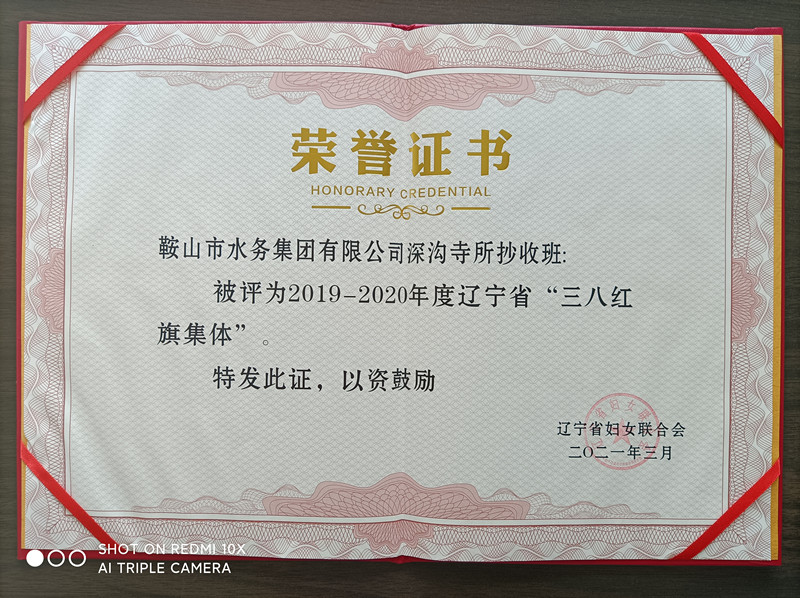 荣誉证书
HONORARY CREDENTIAL
鞍山市水务集团有限公司深沟寺所抄收班:
被评为2019-2020年度辽宁省“三八红
旗集体”。
特发此证，以资鼓励
辽宁省妇女联合会
二〇二一年三月
SHOT ON REDMI 10X
AI TRIPLE CAMERA